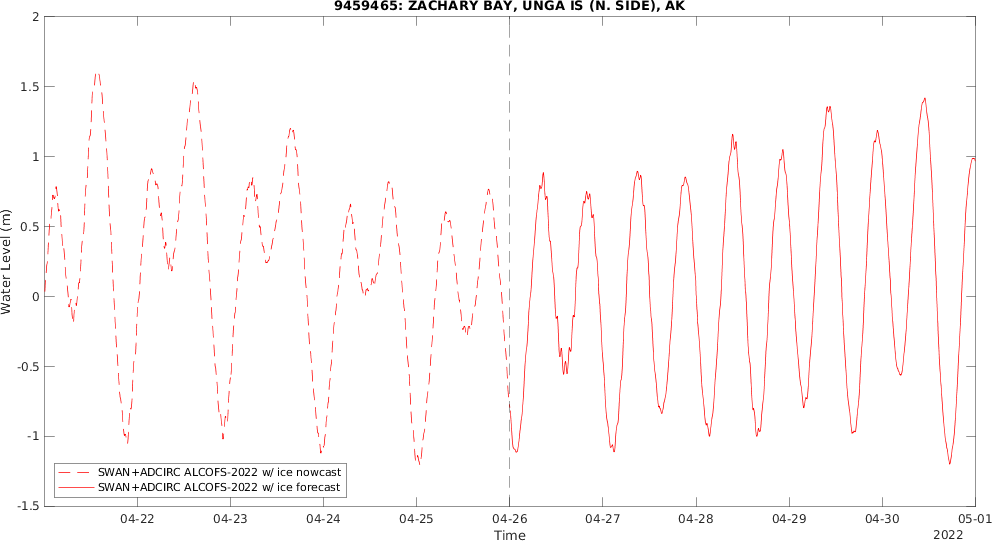 9459465: ZACHARY BAY, UNGA IS (N. SIDE), AK
2
1.5
1
0.5
0
-0.5
-1
-1.5
Water Level (m)
SWAN+ADCIRC ALCOFS-2022 w/ ice nowcast
SWAN+ADCIRC ALCOFS-2022 w/ ice forecast
04-22 04-23 04-24 04-25 04-26 04-27 04-28 04-29 04-30 05-01
Time
2022